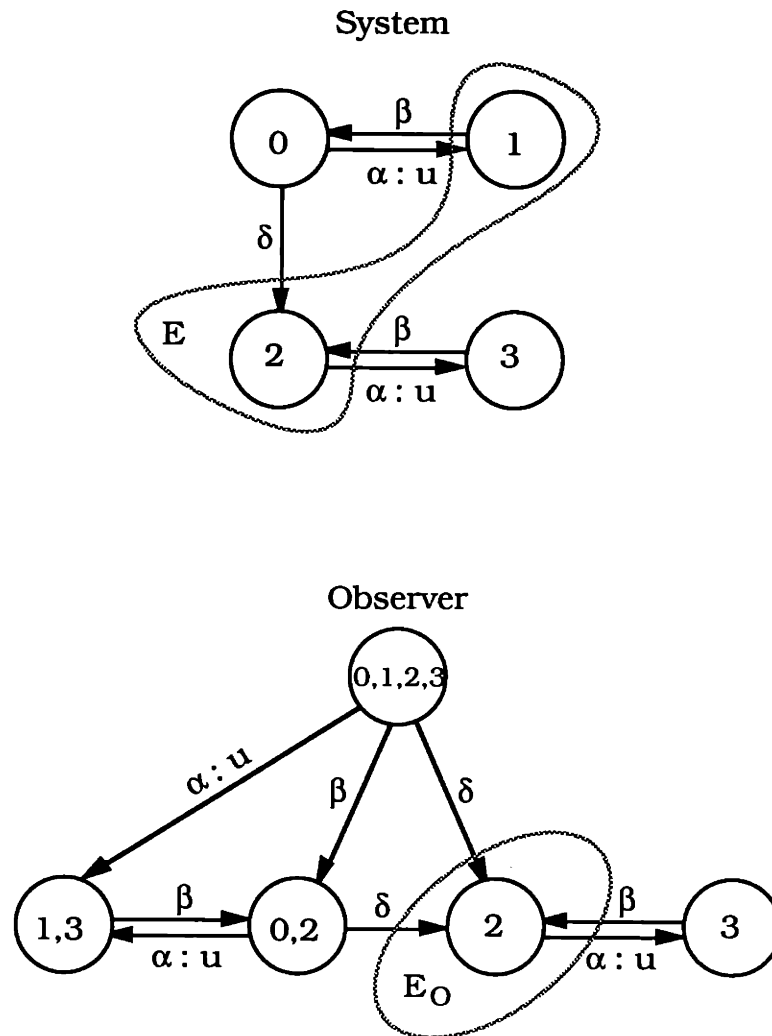 System
0
β
1
α : u
δ
E
2
β
3
α : u
Observer
0,1,2,3
α : u
β
δ
1,3
β
α : u
0,2
δ
2
β
α : u
3
E_O